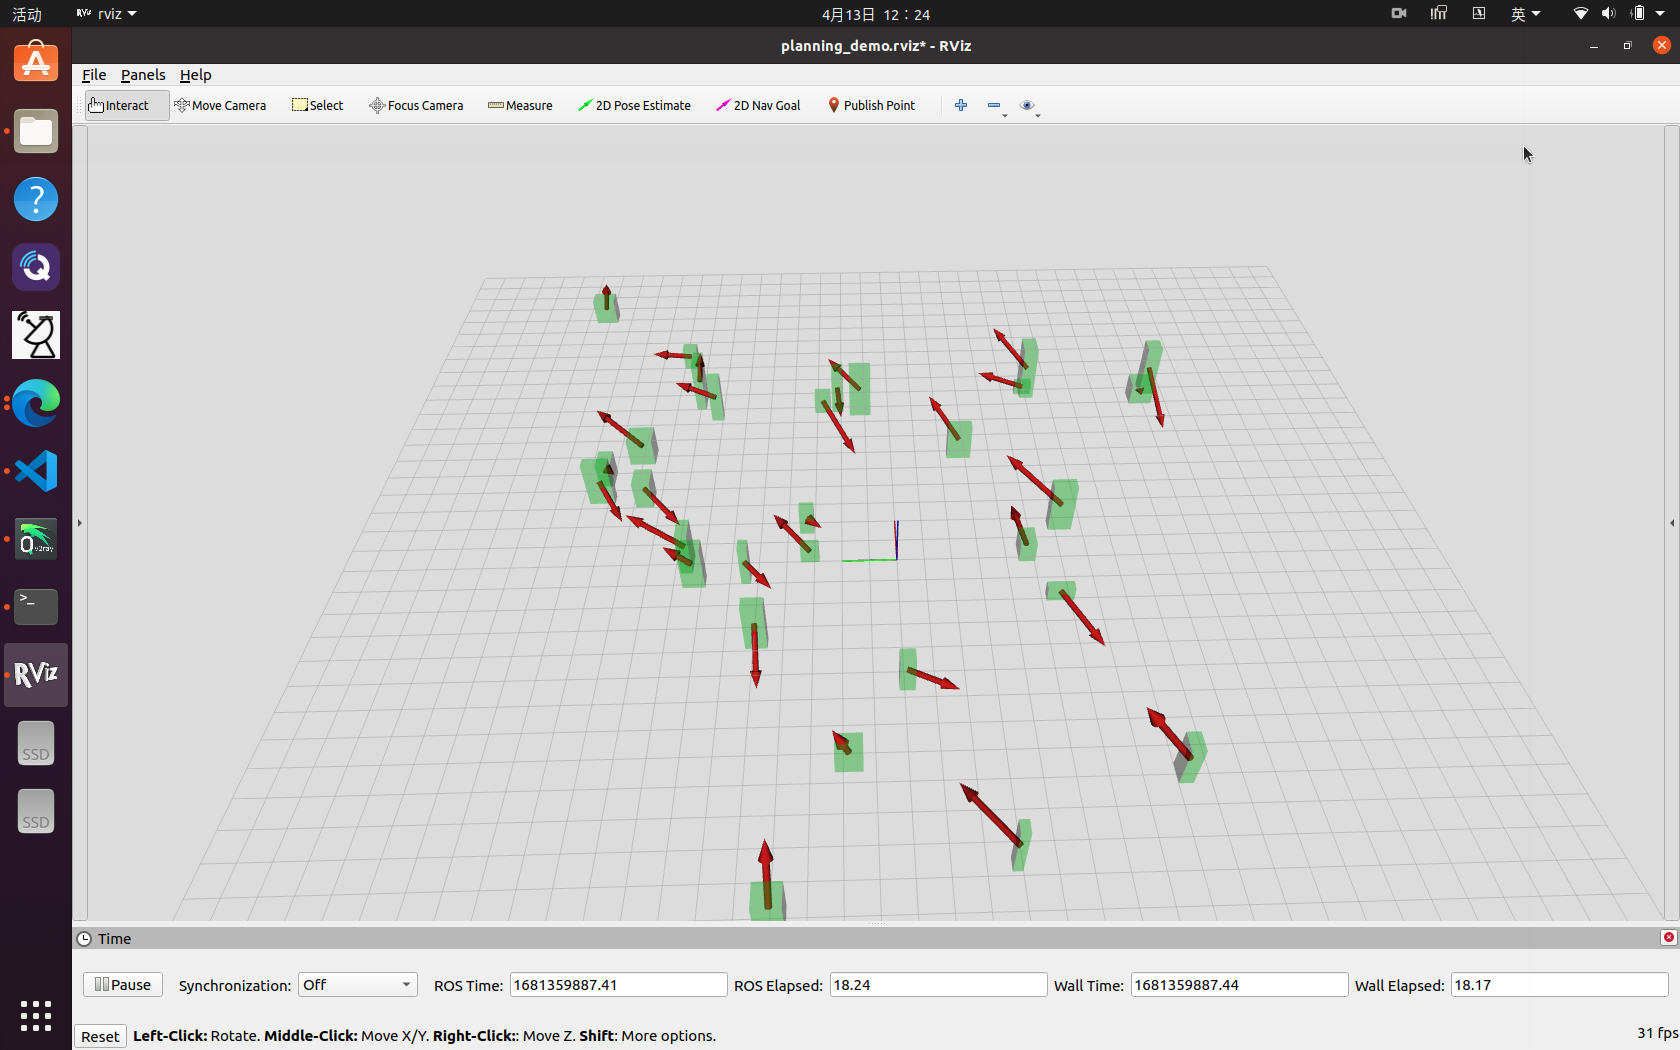 活动 RViz rviz 4月13日 12：24 英
planning_demo.rviz* - RViz
File Panels Help
Interact Move Camera Select Focus Camera Measure 2D Pose Estimate 2D Nav Goal Publish Point
?
Q
v2ray
>_
RViz
SSD
SSD
Time
Pause Synchronization: Off ROS Time: 1681359887.41 ROS Elapsed: 18.24 Wall Time: 1681359887.44 Wall Elapsed: 18.17
Reset Left-Click: Rotate. Middle-Click: Move X/Y. Right-Click:: Move Z. Shift: More options. 31 fps